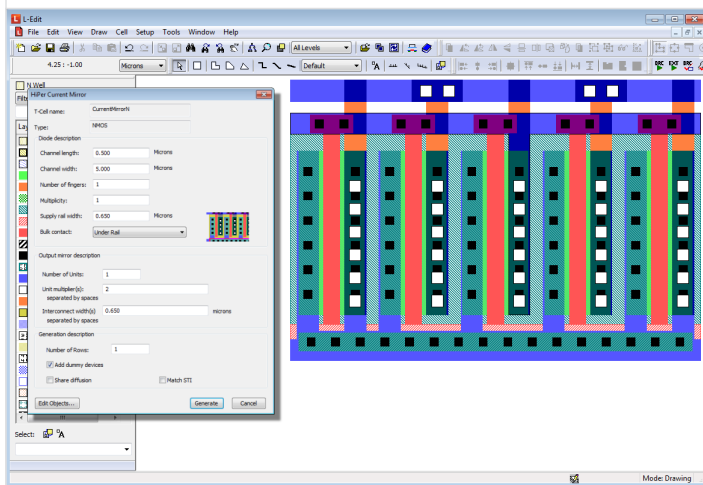 L-Edit
File Edit View Draw Cell Setup Tools Window Help
All Levels
4.25 : -1.00 Microns Default DRC EXT ERC
N.Well
HiPer Current Mirror
T-Cell name: CurrentMirrorN
Type: NMOS
Diode description
Channel length: 0.500 Microns
Channel width: 5.000 Microns
Number of fingers: 1
Multiplicity: 1
Supply rail width: 0.650 Microns
Bulk contact: Under Rail
Output mirror description
Number of Units: 1
Unit multiplier(s): 2
separated by spaces
Interconnect width(s) 0.650 microns
separated by spaces
Generation description
Number of Rows: 1
Add dummy devices
Share diffusion Match STI
Edit Objects... Generate Cancel
Select:
Mode: Drawing